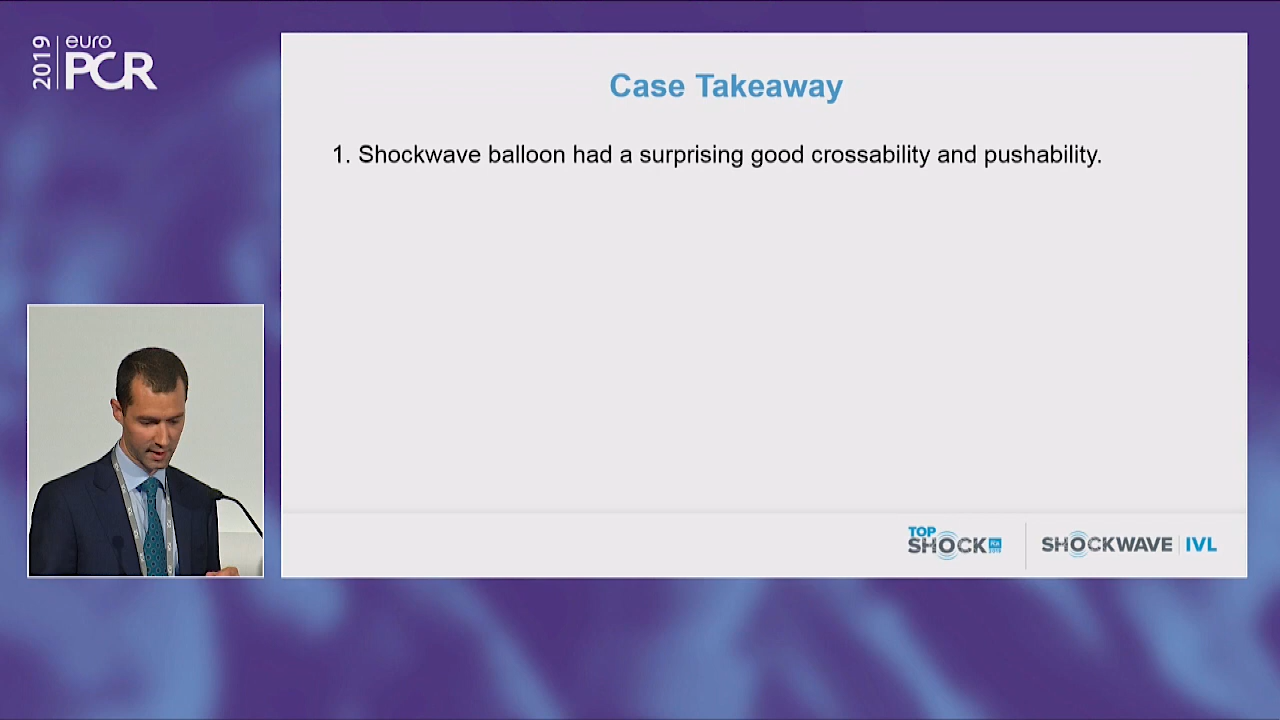 2019
euro
PCR
Case Takeaway
1. Shockwave balloon had a surprising good crossability and pushability.
TOP
SHOCK
SHOCKWAVE | IVL